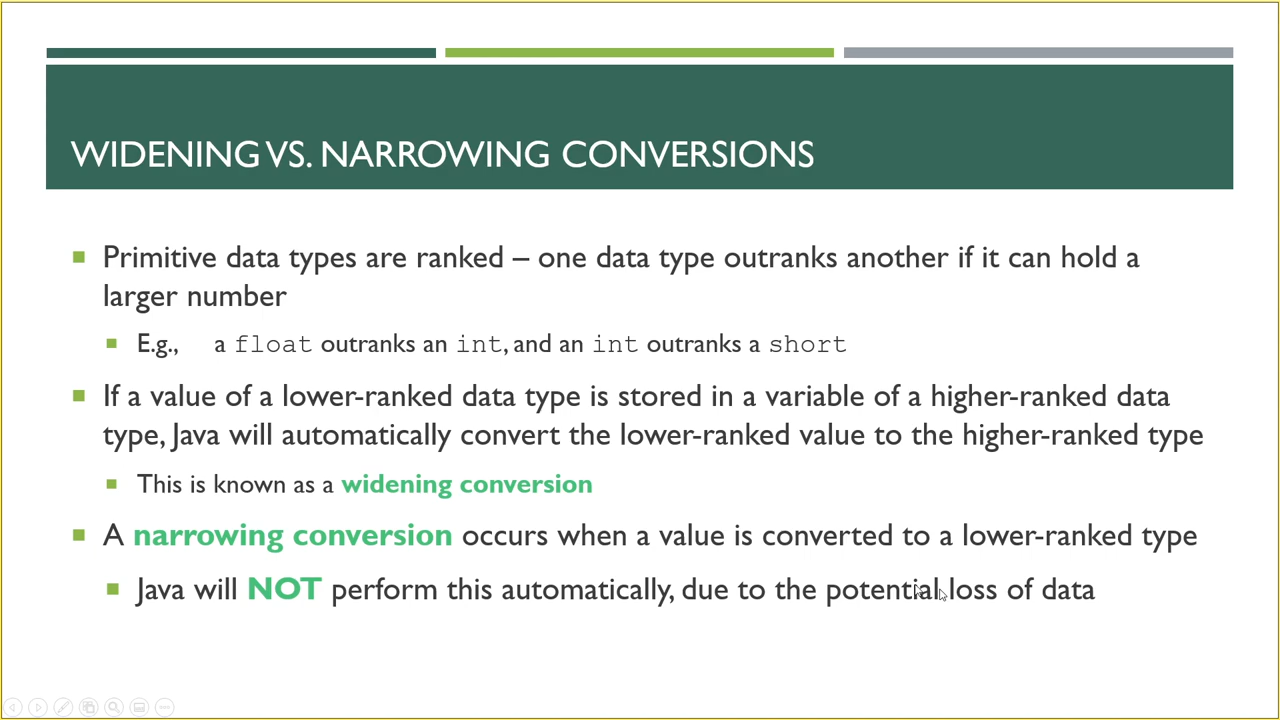 WIDENING VS. NARROWING CONVERSIONS
Primitive data types are ranked – one data type outranks another if it can hold a
larger number
E.g., a float outranks an int, and an int outranks a short
If a value of a lower-ranked data type is stored in a variable of a higher-ranked data
type, Java will automatically convert the lower-ranked value to the higher-ranked type
This is known as a widening conversion
A narrowing conversion occurs when a value is converted to a lower-ranked type
Java will NOT perform this automatically, due to the potential loss of data